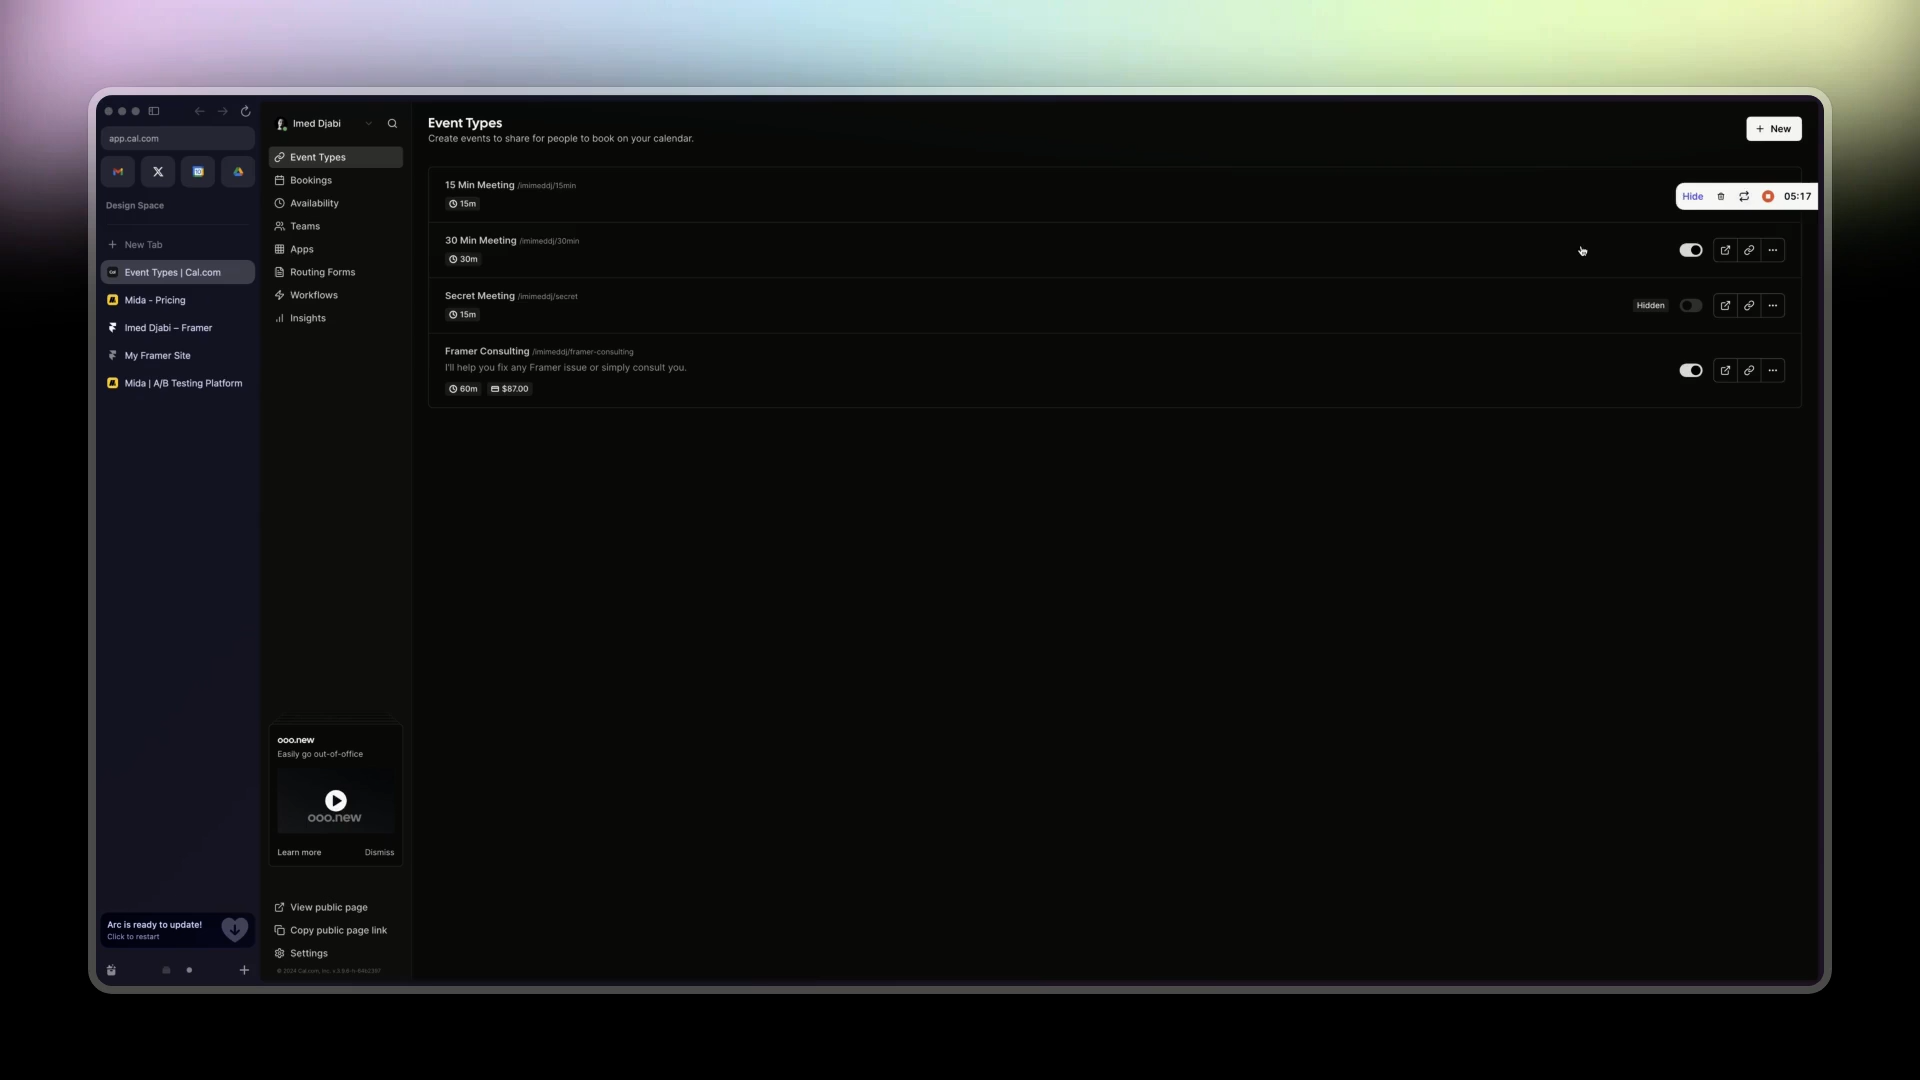 app.cal.com
Design Space
New Tab
Event Types | Cal.com
Mida - Pricing
Imed Djabi – Framer
My Framer Site
Mida | A/B Testing Platform
Arc is ready to update!
Click to restart
Imed Djabi
Event Types
Bookings
Availability
Teams
Apps
Routing Forms
Workflows
Insights
ooo.new
Easily go out-of-office
ooo.new
Learn more Dismiss
View public page
Copy public page link
Settings
Event Types
Create events to share for people to book on your calendar.
New
15 Min Meeting /imimeddj/15min
15m
Hide 05:17
30 Min Meeting /imimeddj/30min
30m
Secret Meeting /imimeddj/secret
15m
Hidden
Framer Consulting /imimeddj/framer-consulting
I'll help you fix any Framer issue or simply consult you.
60m $87.00